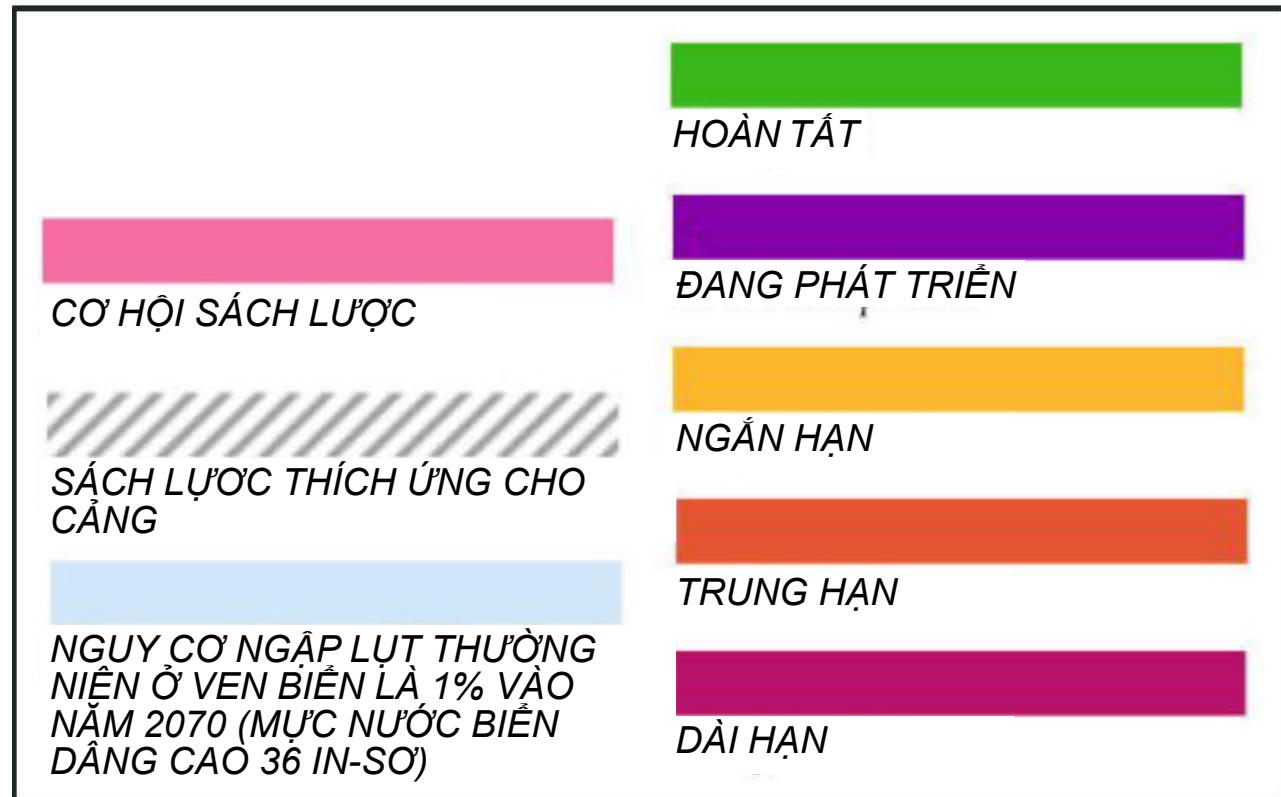 CƠ HỘI SÁCH LƯỢC
SÁCH LỰƠC THÍCH ỨNG CHO
CẢNG
NGUY CƠ NGẬP LỤT THƯỜNG
NIÊN Ở VEN BIỂN LÀ 1% VÀO
NĂM 2070 (MỰC NƯỚC BIỂN
DÂNG CAO 36 IN-SƠ)
HOÀN TẤT
ĐANG PHÁT TRIỂN
NGẮN HẠN
TRUNG HẠN
DÀI HẠN